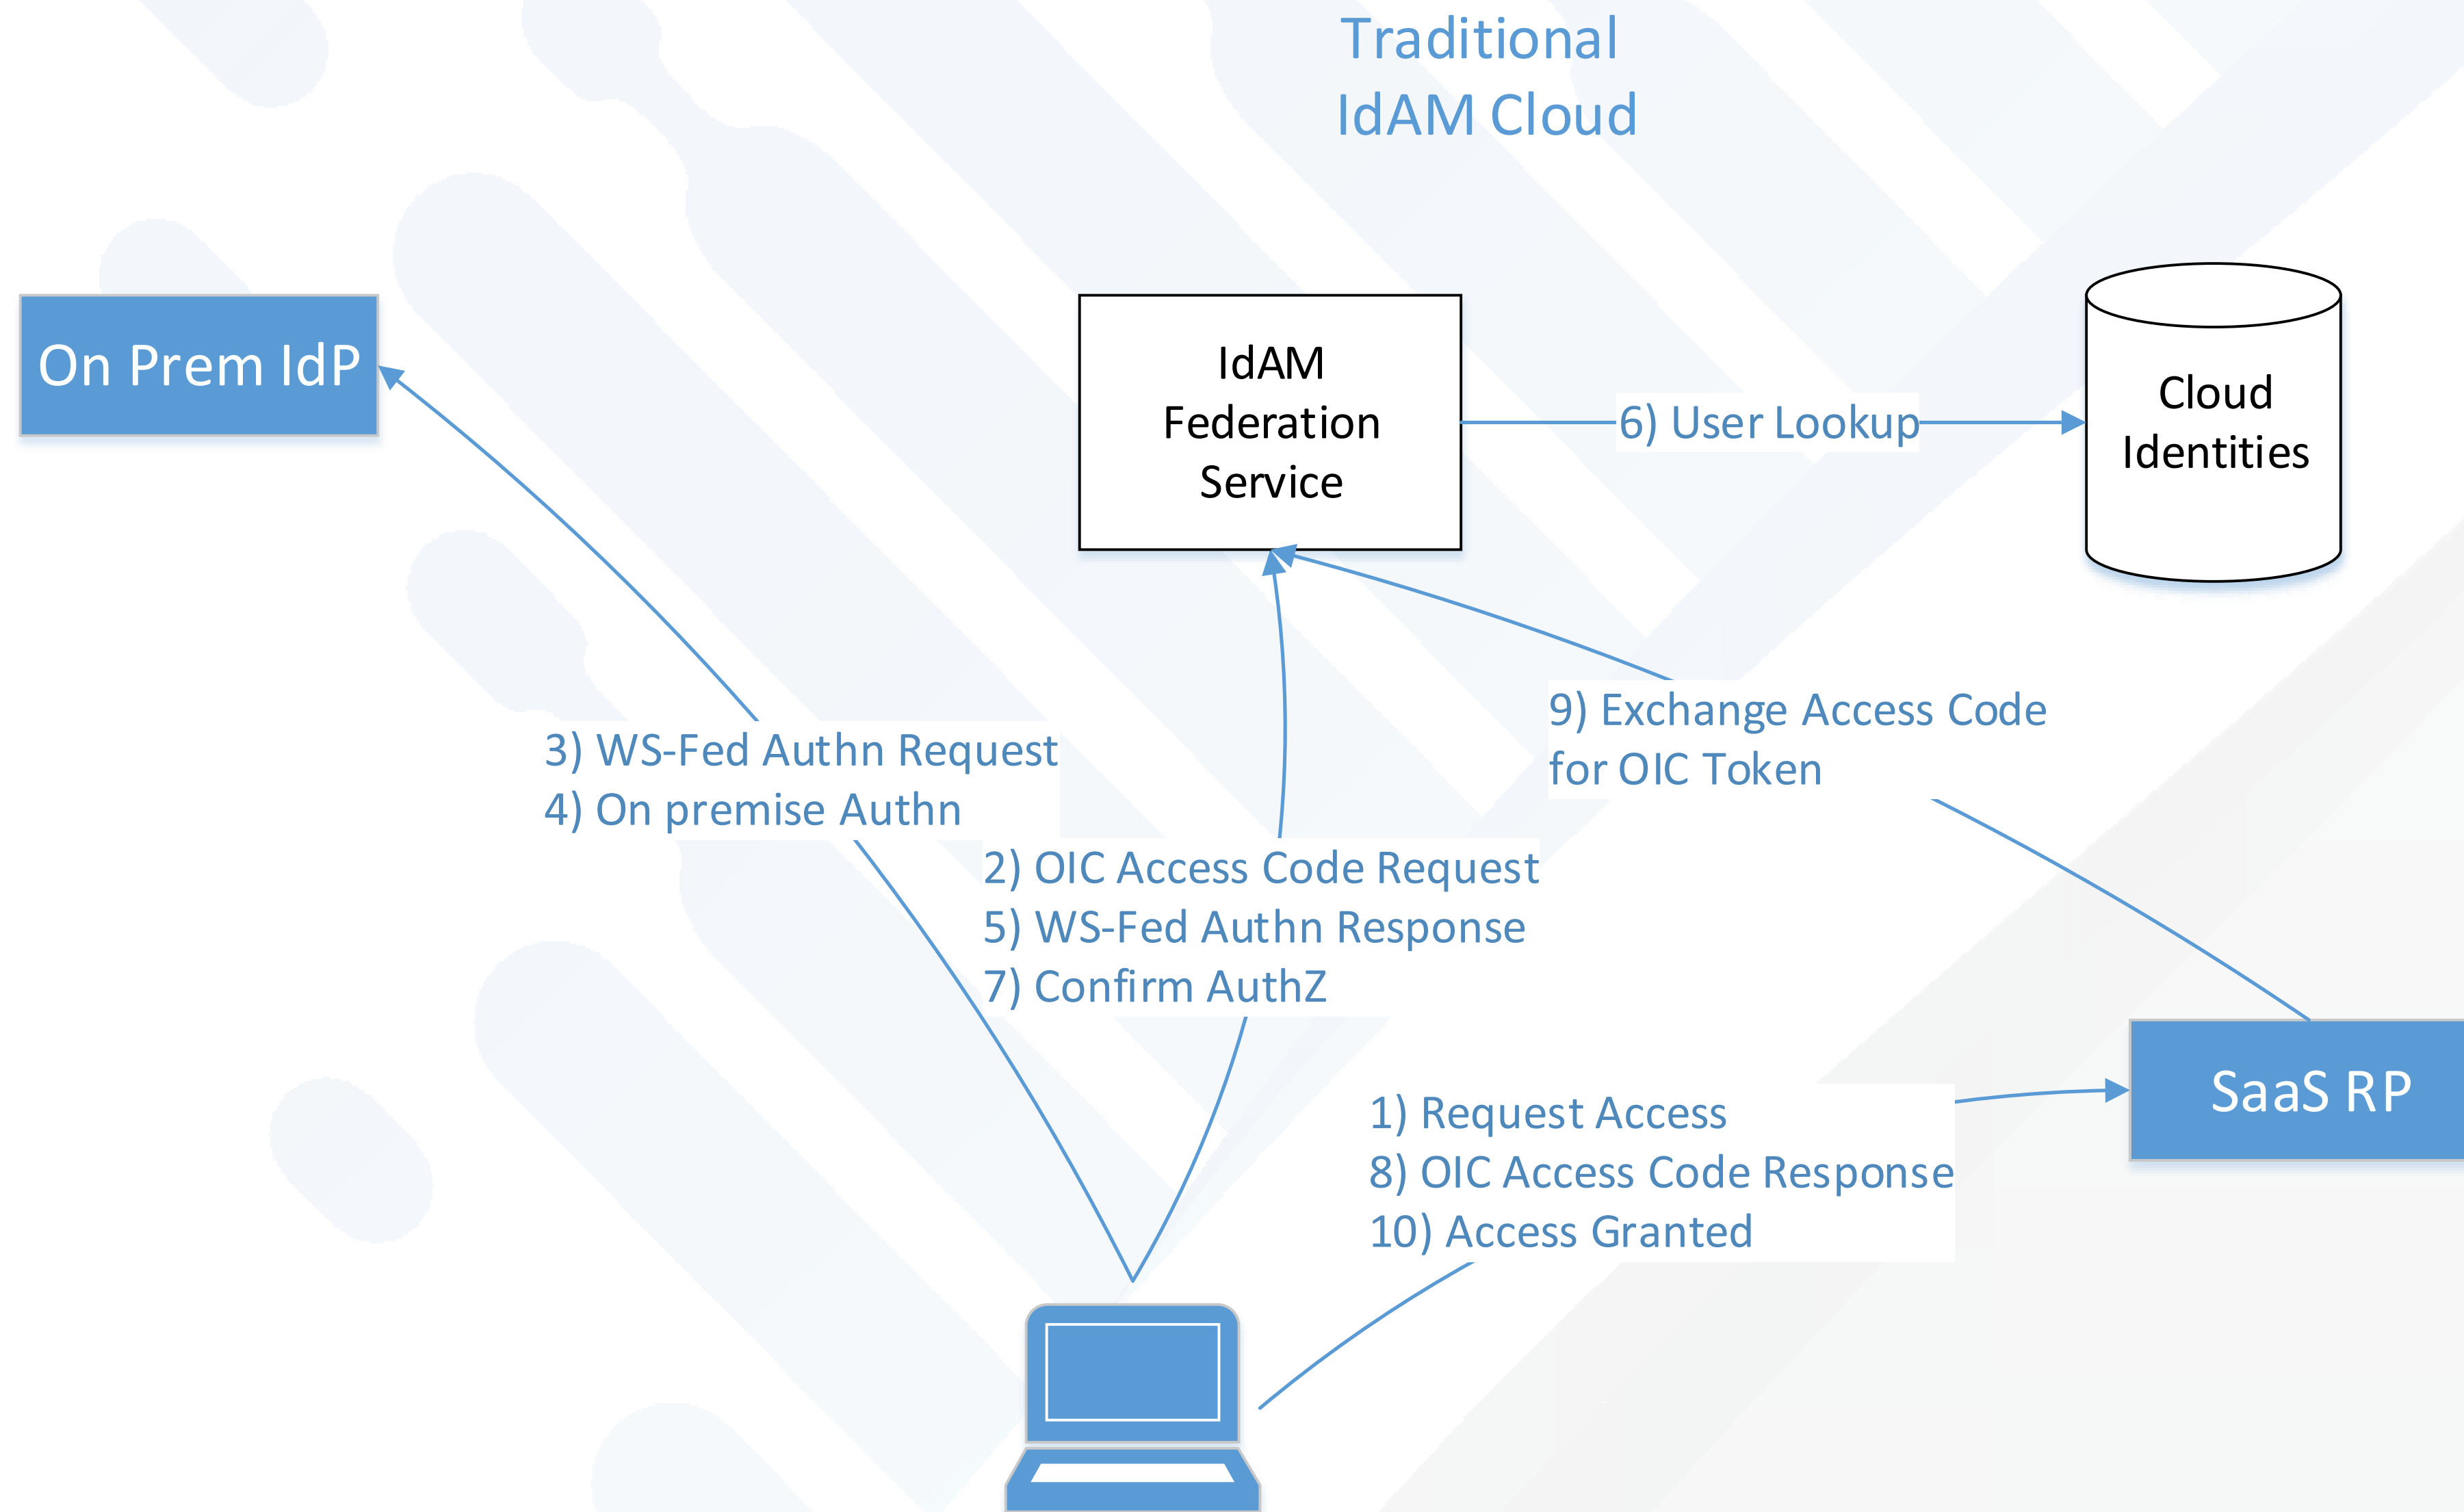 Traditional
IdAM Cloud
On Prem IdP
IdAM
Federation
Service
6) User Lookup
Cloud
Identities
3) WS-Fed Authn Request
4) On premise Authn
9) Exchange Access Code
for OIC Token
2) OIC Access Code Request
5) WS-Fed Authn Response
7) Confirm AuthZ
1) Request Access
8) OIC Access Code Response
10) Access Granted
SaaS RP